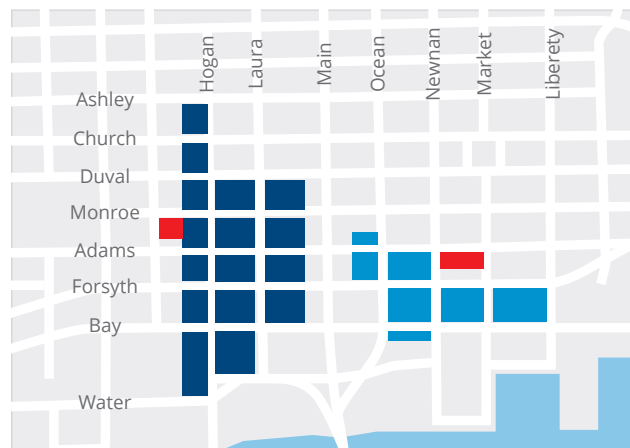 Hogan
Laura
Main
Ocean
Newnan
Market
Liberety
Ashley
Church
Duval
Monroe
Adams
Forsyth
Bay
Water